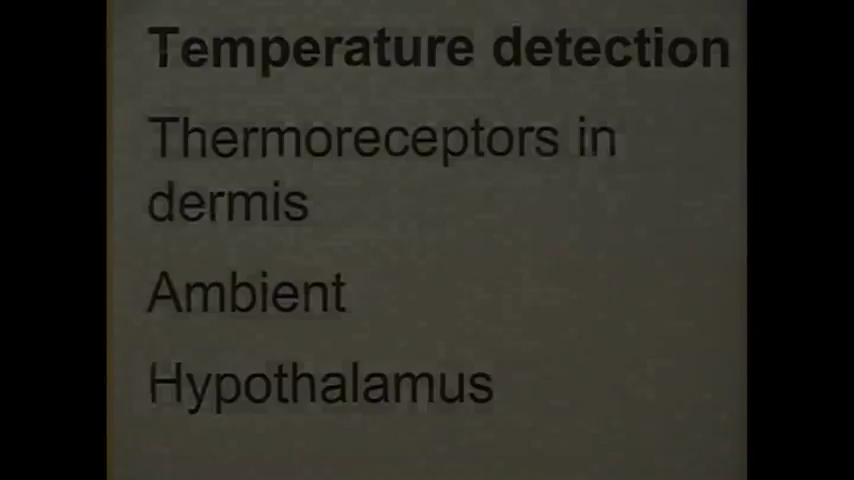 Temperature detection
Thermoreceptors in
dermis
Ambient
Hypothalamus